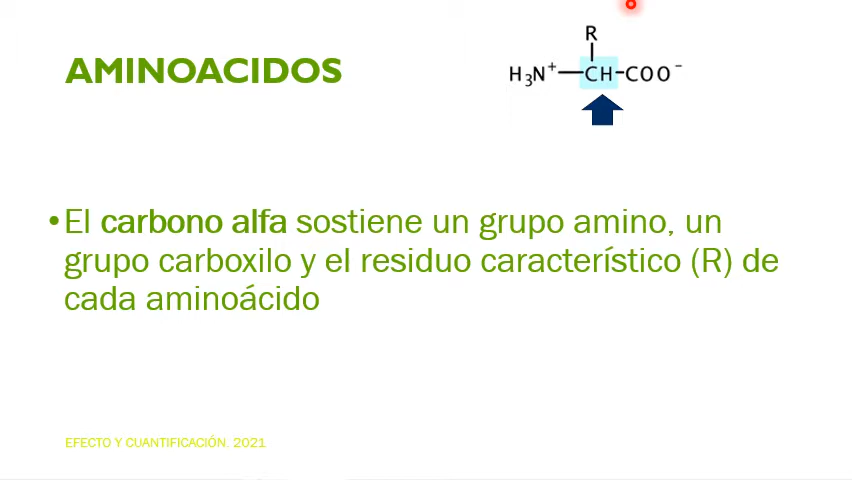 AMINOACIDOS
R
H₃N⁺—CH—COO⁻
•El carbono alfa sostiene un grupo amino, un
grupo carboxilo y el residuo característico (R) de
cada aminoácido
EFECTO Y CUANTIFICACIÓN. 2021